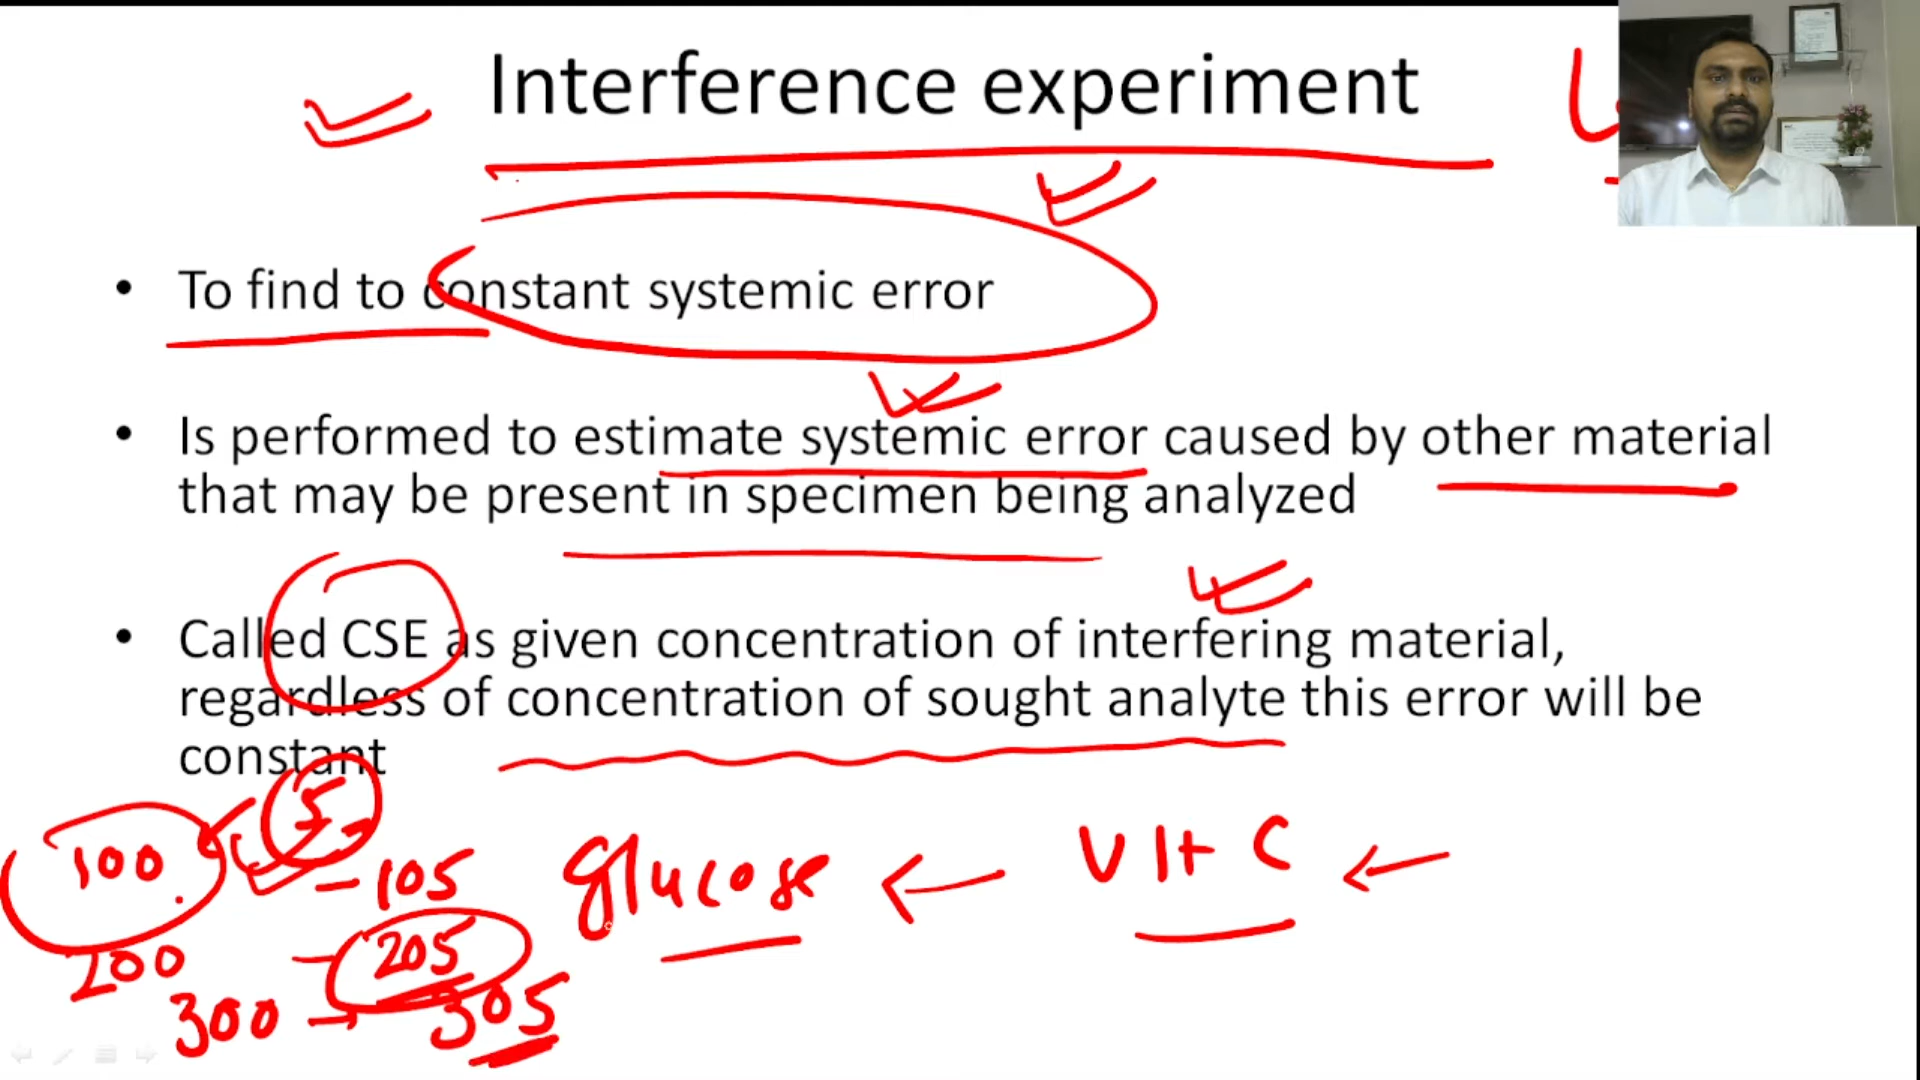 Interference experiment
• To find to constant systemic error
• Is performed to estimate systemic error caused by other material
that may be present in specimen being analyzed
• Called CSE as given concentration of interfering material,
regardless of concentration of sought analyte this error will be
constant
5
100 - 105 glucose ← Vit C ←
200 - 205
300 → 305